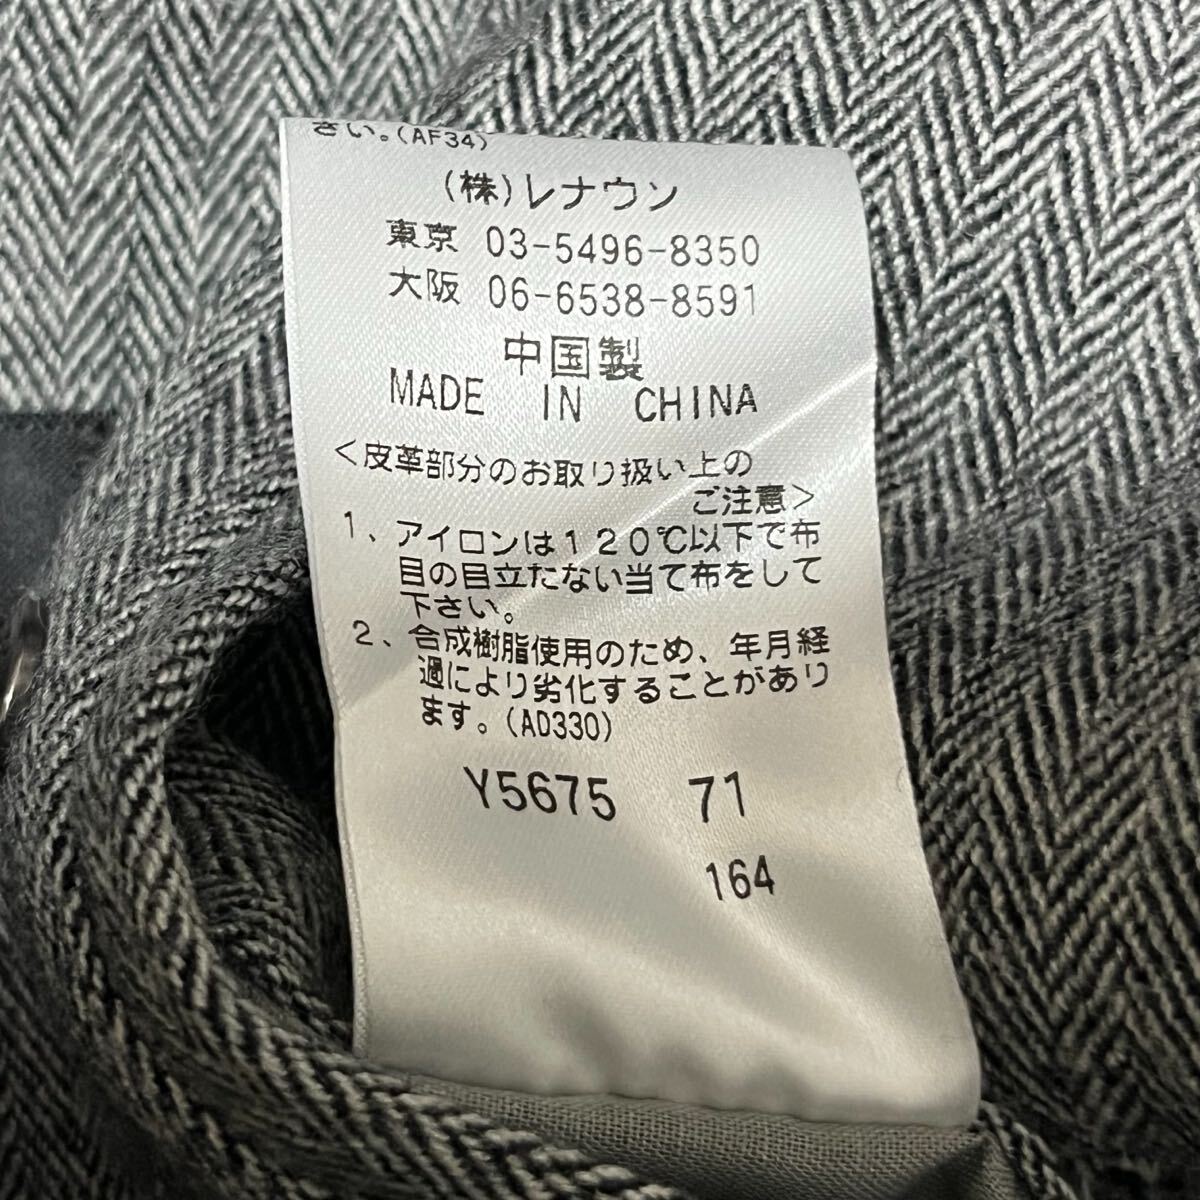 さい。(AF34)
(株)レナウン
東京 03-5496-8350
大阪 06-6538-8591
中国製
MADE IN CHINA
<皮革部分のお取り扱い上の
ご注意>
1、アイロンは120℃以下で布
目の目立たない当て布をして
下さい。
2、合成樹脂使用のため、年月経
過により劣化することがあり
ます。(AD330)
Y5675 71
164